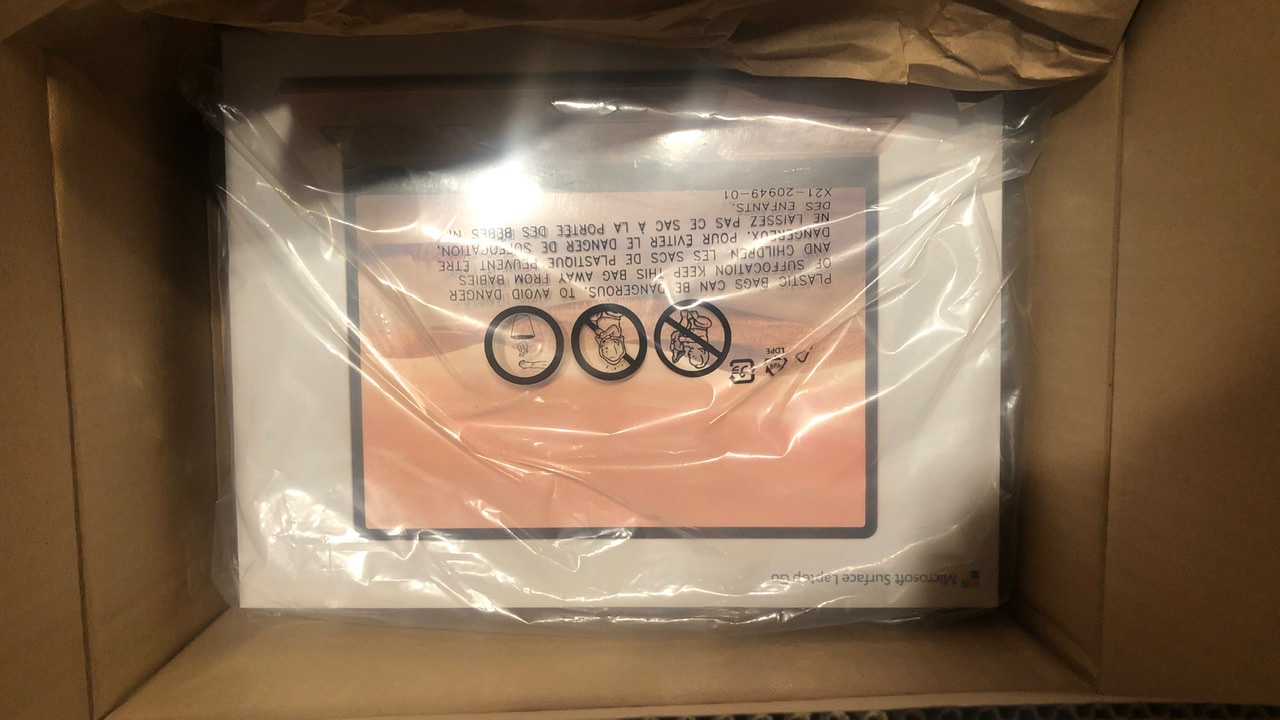 Microsoft Surface Laptop Go
LDPE
PLASTIC BAGS CAN BE DANGEROUS. TO AVOID DANGER
OF SUFFOCATION KEEP THIS BAG AWAY FROM BABIES
AND CHILDREN. LES SACS DE PLASTIQUE PEUVENT ETRE
DANGEREUX. POUR ÉVITER LE DANGER DE SUFFOCATION,
NE LAISSEZ PAS CE SAC À LA PORTÉE DES BÉBÉS NI
DES ENFANTS.
X21-20949-01